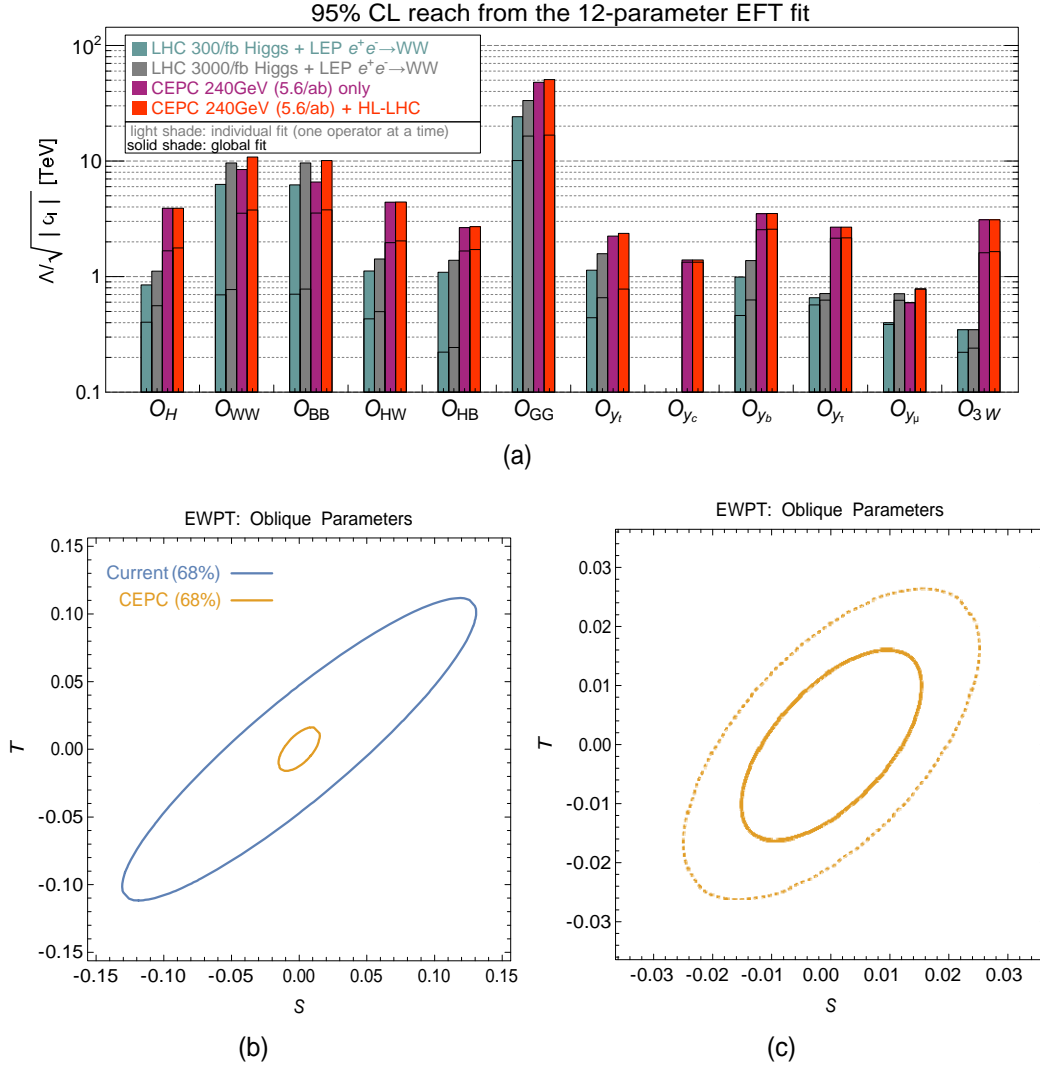 95% CL reach from the 12-parameter EFT fit
LHC 300/fb Higgs + LEP e⁺e⁻→WW
LHC 3000/fb Higgs + LEP e⁺e⁻→WW
CEPC 240GeV (5.6/ab) only
CEPC 240GeV (5.6/ab) + HL-LHC
light shade: individual fit (one operator at a time)
solid shade: global fit
Λ/√|cᵢ| [TeV]
10²
10
1
0.1
O_H O_WW O_BB O_HW O_HB O_GG O_yt O_yc O_yb O_yτ O_yμ O_3W
(a)
EWPT: Oblique Parameters
Current (68%)
CEPC (68%)
T
0.15
0.10
0.05
0.00
-0.05
-0.10
-0.15
-0.15 -0.10 -0.05 0.00 0.05 0.10 0.15
S
(b)
EWPT: Oblique Parameters
T
0.03
0.02
0.01
0.00
-0.01
-0.02
-0.03
-0.03 -0.02 -0.01 0.00 0.01 0.02 0.03
S
(c)